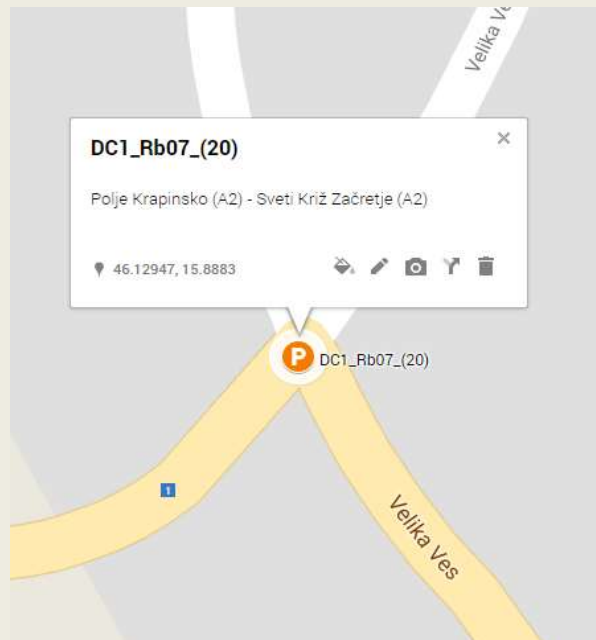 Velika Ve
DC1_Rb07_(20)
Polje Krapinsko (A2) - Sveti Križ Začretje (A2)
46.12947, 15.8883
P
DC1_Rb07_(20)
1
Velika Ves